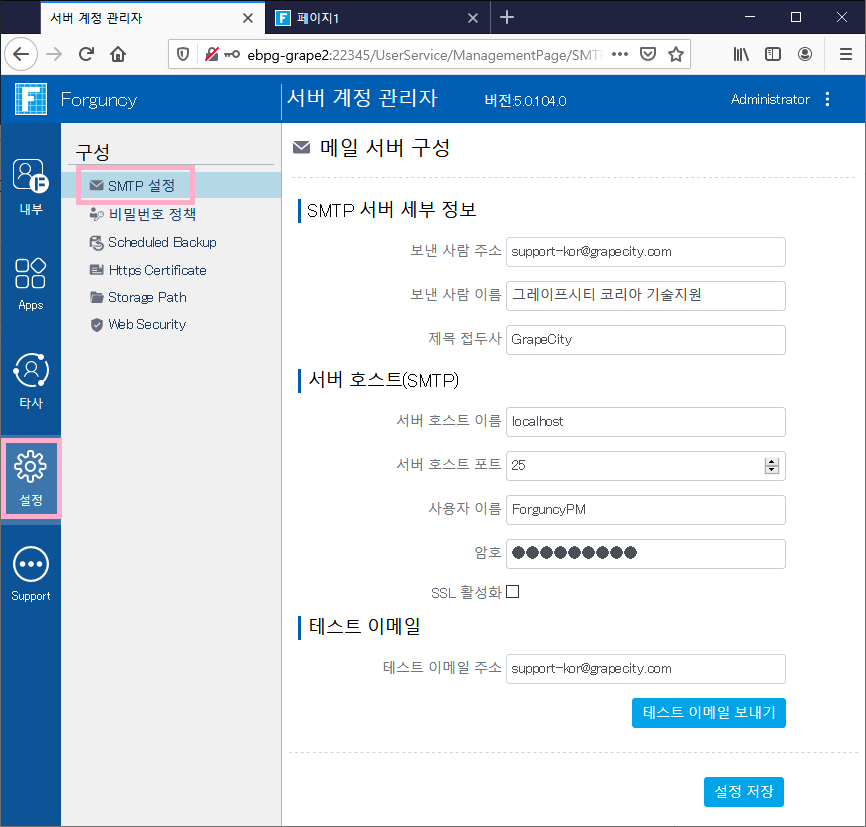 서버 계정 관리자
페이지1
ebpg-grape2:22345/UserService/ManagementPage/SMT
Forguncy
서버 계정 관리자
버전:5.0.104.0
Administrator
내부
Apps
타사
설정
Support
구성
SMTP 설정
비밀번호 정책
Scheduled Backup
Https Certificate
Storage Path
Web Security
메일 서버 구성
SMTP 서버 세부 정보
보낸 사람 주소 support-kor@grapecity.com
보낸 사람 이름 그레이프시티 코리아 기술지원
제목 접두사 GrapeCity
서버 호스트(SMTP)
서버 호스트 이름 localhost
서버 호스트 포트 25
사용자 이름 ForguncyPM
암호 ●●●●●●●●●
SSL 활성화
테스트 이메일
테스트 이메일 주소 support-kor@grapecity.com
테스트 이메일 보내기
설정 저장